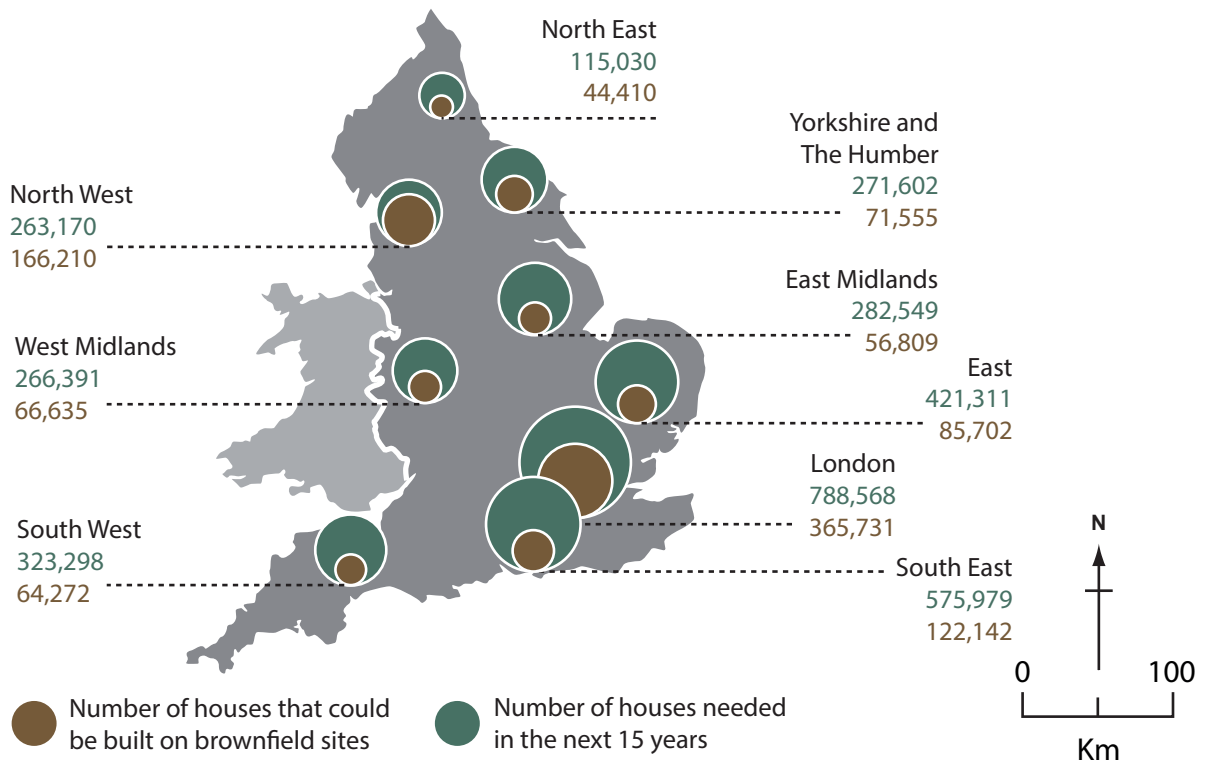 North East
115,030
44,410
Yorkshire and
The Humber
271,602
71,555
North West
263,170
166,210
East Midlands
282,549
56,809
West Midlands
266,391
66,635
East
421,311
85,702
London
788,568
365,731
South West
323,298
64,272
South East
575,979
122,142
N
0 100
Km
Number of houses that could
be built on brownfield sites
Number of houses needed
in the next 15 years